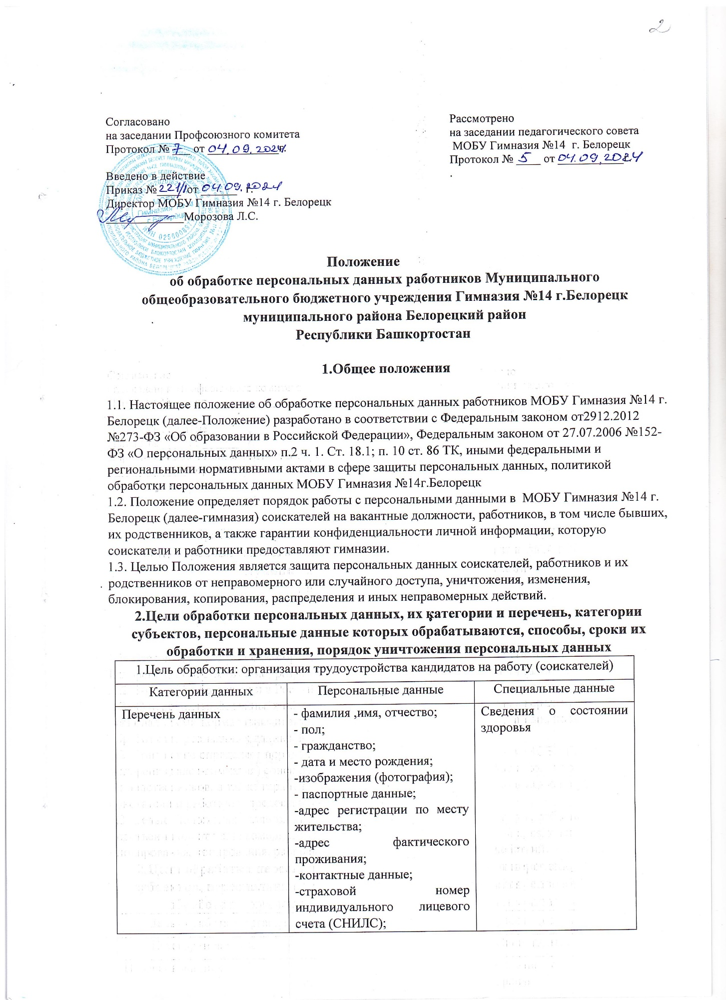 2
Согласовано
на заседании Профсоюзного комитета
Протокол № 7 от 04.09.2024г.
Рассмотрено
на заседании педагогического совета
МОБУ Гимназия №14 г. Белорецк
Протокол № 5 от 04.09.2024
Введено в действие
Приказ № 221/1 от 04.09.2024 г.
Директор МОБУ Гимназия №14 г. Белорецк
Морозова Л.С.
МОБУ
Гимназия №14
г. Белорецк
Положение
об обработке персональных данных работников Муниципального
общеобразовательного бюджетного учреждения Гимназия №14 г.Белорецк
муниципального района Белорецкий район
Республики Башкортостан
1.Общее положения
1.1. Настоящее положение об обработке персональных данных работников МОБУ Гимназия №14 г.
Белорецк (далее-Положение) разработано в соответствии с Федеральным законом от2912.2012
№273-ФЗ «Об образовании в Российской Федерации», Федеральным законом от 27.07.2006 №152-
ФЗ «О персональных данных» п.2 ч. 1. Ст. 18.1; п. 10 ст. 86 ТК, иными федеральными и
региональными нормативными актами в сфере защиты персональных данных, политикой
обработки персональных данных МОБУ Гимназия №14г.Белорецк
1.2. Положение определяет порядок работы с персональными данными в МОБУ Гимназия №14 г.
Белорецк (далее-гимназия) соискателей на вакантные должности, работников, в том числе бывших,
их родственников, а также гарантии конфиденциальности личной информации, которую
соискатели и работники предоставляют гимназии.
1.3. Целью Положения является защита персональных данных соискателей, работников и их
родственников от неправомерного или случайного доступа, уничтожения, изменения,
блокирования, копирования, распределения и иных неправомерных действий.
2.Цели обработки персональных данных, их категории и перечень, категории
субъектов, персональные данные которых обрабатываются, способы, сроки их
обработки и хранения, порядок уничтожения персональных данных
1.Цель обработки: организация трудоустройства кандидатов на работу (соискателей)
Категории данных
Персональные данные
Специальные данные
Перечень данных
- фамилия ,имя, отчество;
- пол;
- гражданство;
- дата и место рождения;
-изображения (фотография);
- паспортные данные;
-адрес регистрации по месту
жительства;
-адрес фактического
проживания;
-контактные данные;
-страховой номер
индивидуального лицевого
счета (СНИЛС);
Сведения о состоянии
здоровья